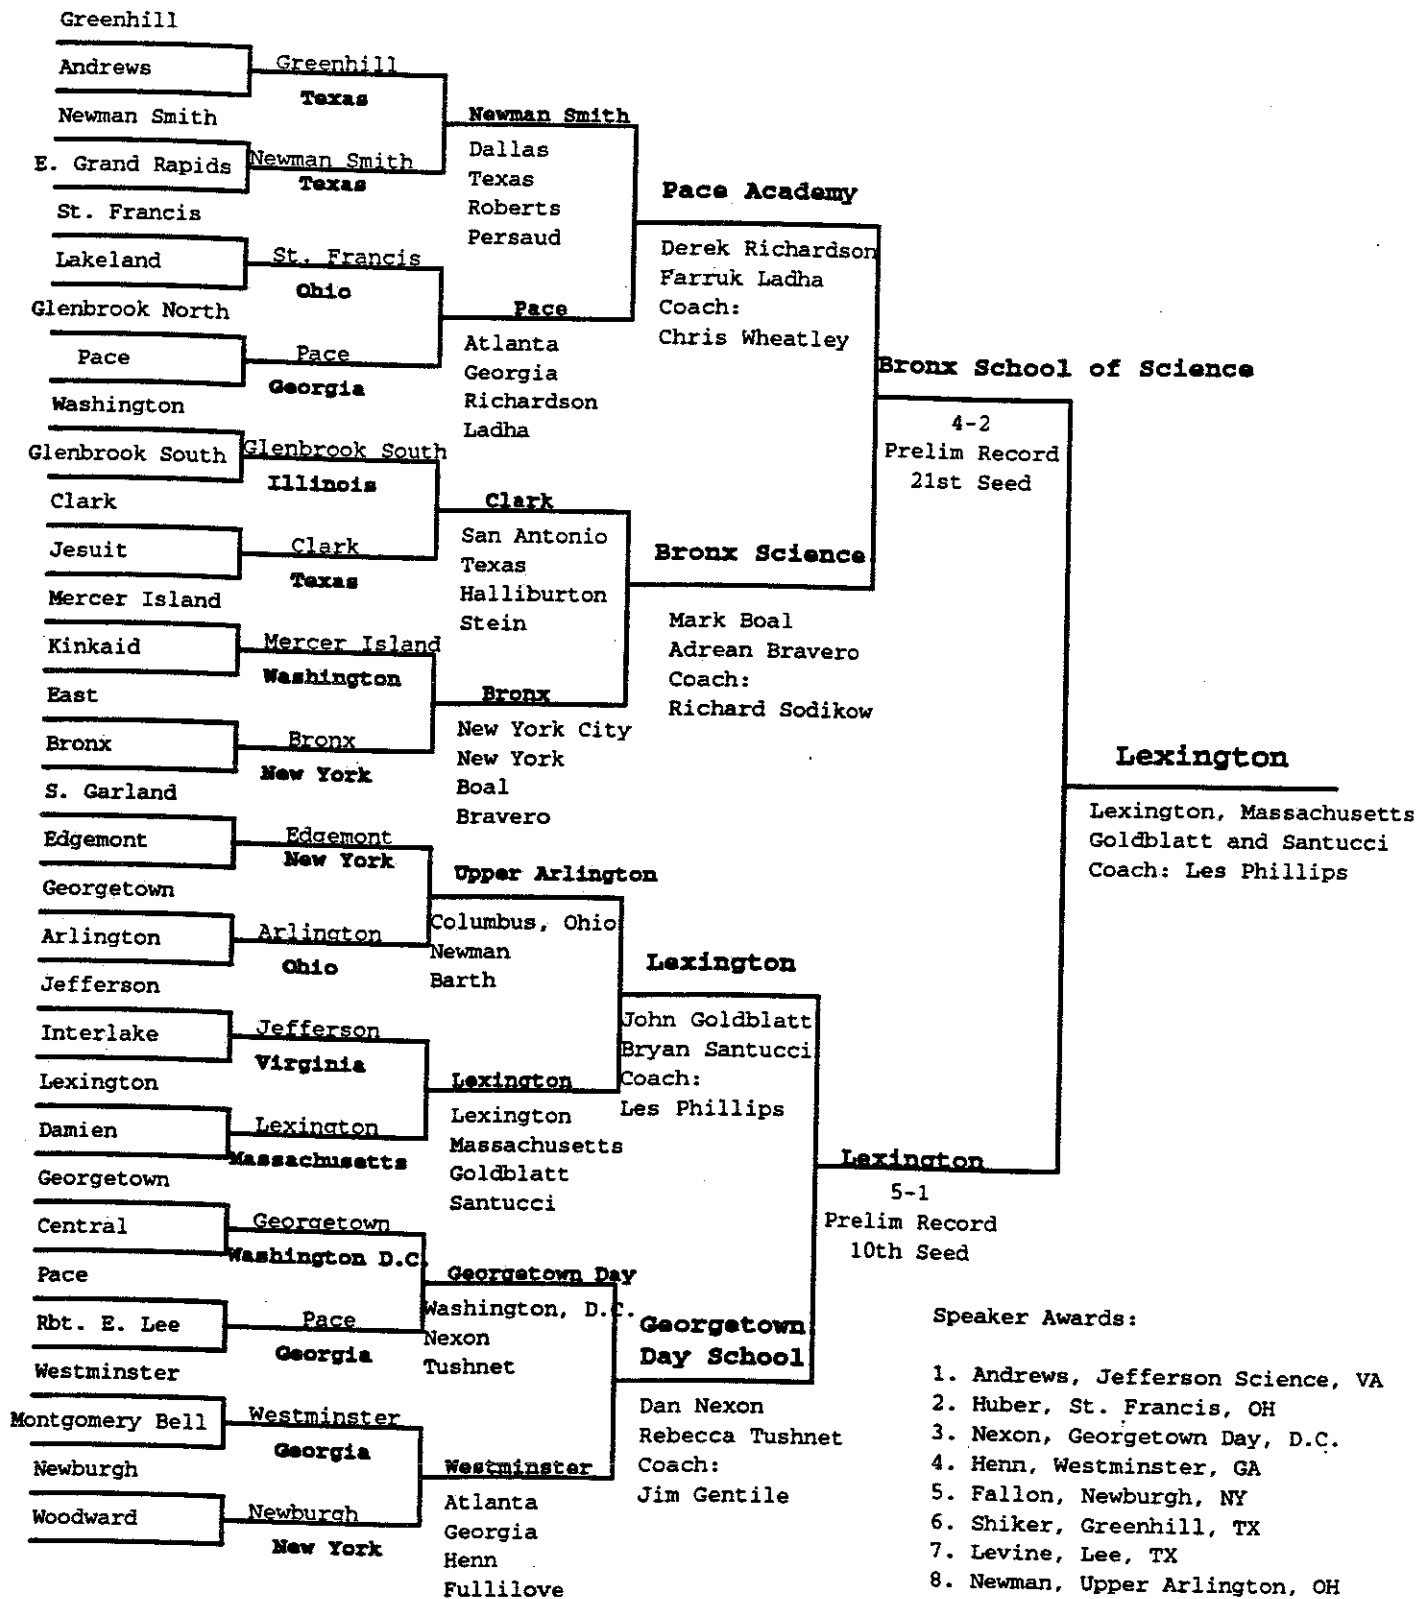 Greenhill
Andrews
Newman Smith
E. Grand Rapids
St. Francis
Lakeland
Glenbrook North
Pace
Washington
Glenbrook South
Clark
Jesuit
Mercer Island
Kinkaid
East
Bronx
S. Garland
Edgemont
Georgetown
Arlington
Jefferson
Interlake
Lexington
Damien
Georgetown
Central
Pace
Rbt. E. Lee
Westminster
Montgomery Bell
Newburgh
Woodward
Greenhill
Texas
Newman Smith
Texas
St. Francis
Ohio
Pace
Georgia
Glenbrook South
Illinois
Clark
Texas
Mercer Island
Washington
Bronx
New York
Edgemont
New York
Arlington
Ohio
Jefferson
Virginia
Lexington
Massachusetts
Georgetown
Washington D.C.
Pace
Georgia
Westminster
Georgia
Newburgh
New York
Newman Smith
Dallas
Texas
Roberts
Persaud
Pace
Atlanta
Georgia
Richardson
Ladha
Clark
San Antonio
Texas
Halliburton
Stein
Bronx
New York City
New York
Boal
Bravero
Upper Arlington
Columbus, Ohio
Newman
Barth
Lexington
Lexington
Massachusetts
Goldblatt
Santucci
Georgetown Day
Washington, D.C.
Nexon
Tushnet
Westminster
Atlanta
Georgia
Henn
Fullilove
Pace Academy
Derek Richardson
Farruk Ladha
Coach:
Chris Wheatley
Bronx Science
Mark Boal
Adrean Bravero
Coach:
Richard Sodikow
Lexington
John Goldblatt
Bryan Santucci
Coach:
Les Phillips
Georgetown
Day School
Dan Nexon
Rebecca Tushnet
Coach:
Jim Gentile
Bronx School of Science
4-2
Prelim Record
21st Seed
Lexington
5-1
Prelim Record
10th Seed
Lexington
Lexington, Massachusetts
Goldblatt and Santucci
Coach: Les Phillips
Speaker Awards:
1. Andrews, Jefferson Science, VA
2. Huber, St. Francis, OH
3. Nexon, Georgetown Day, D.C.
4. Henn, Westminster, GA
5. Fallon, Newburgh, NY
6. Shiker, Greenhill, TX
7. Levine, Lee, TX
8. Newman, Upper Arlington, OH